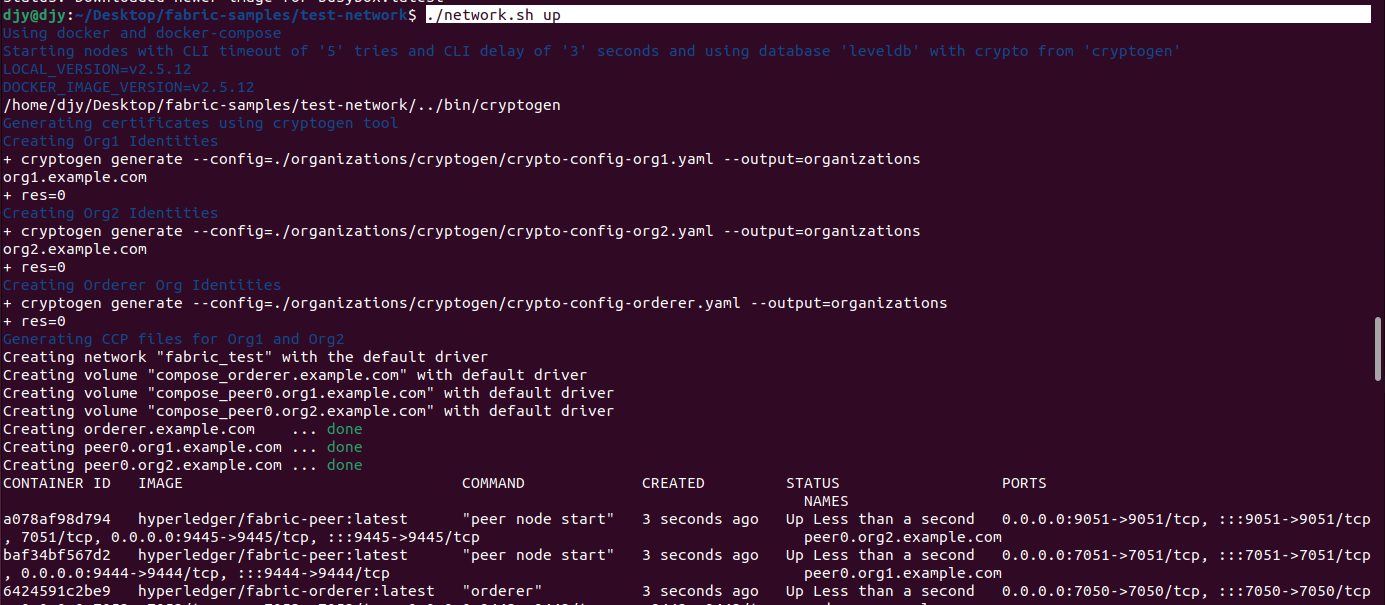 djy@djy:~/Desktop/fabric-samples/test-network$ ./network.sh up
Using docker and docker-compose
Starting nodes with CLI timeout of '5' tries and CLI delay of '3' seconds and using database 'leveldb' with crypto from 'cryptogen'
LOCAL_VERSION=v2.5.12
DOCKER_IMAGE_VERSION=v2.5.12
/home/djy/Desktop/fabric-samples/test-network/../bin/cryptogen
Generating certificates using cryptogen tool
Creating Org1 Identities
+ cryptogen generate --config=./organizations/cryptogen/crypto-config-org1.yaml --output=organizations
org1.example.com
+ res=0
Creating Org2 Identities
+ cryptogen generate --config=./organizations/cryptogen/crypto-config-org2.yaml --output=organizations
org2.example.com
+ res=0
Creating Orderer Org Identities
+ cryptogen generate --config=./organizations/cryptogen/crypto-config-orderer.yaml --output=organizations
+ res=0
Generating CCP files for Org1 and Org2
Creating network "fabric_test" with the default driver
Creating volume "compose_orderer.example.com" with default driver
Creating volume "compose_peer0.org1.example.com" with default driver
Creating volume "compose_peer0.org2.example.com" with default driver
Creating orderer.example.com    ... done
Creating peer0.org1.example.com ... done
Creating peer0.org2.example.com ... done
CONTAINER ID   IMAGE                               COMMAND             CREATED         STATUS                  PORTS
NAMES
a078af98d794   hyperledger/fabric-peer:latest      "peer node start"   3 seconds ago   Up Less than a second   0.0.0.0:9051->9051/tcp, :::9051->9051/tcp
, 7051/tcp, 0.0.0.0:9445->9445/tcp, :::9445->9445/tcp                                    peer0.org2.example.com
baf34bf567d2   hyperledger/fabric-peer:latest      "peer node start"   3 seconds ago   Up Less than a second   0.0.0.0:7051->7051/tcp, :::7051->7051/tcp
, 0.0.0.0:9444->9444/tcp, :::9444->9444/tcp                                              peer0.org1.example.com
6424591c2be9   hyperledger/fabric-orderer:latest   "orderer"           3 seconds ago   Up Less than a second   0.0.0.0:7050->7050/tcp, :::7050->7050/tcp